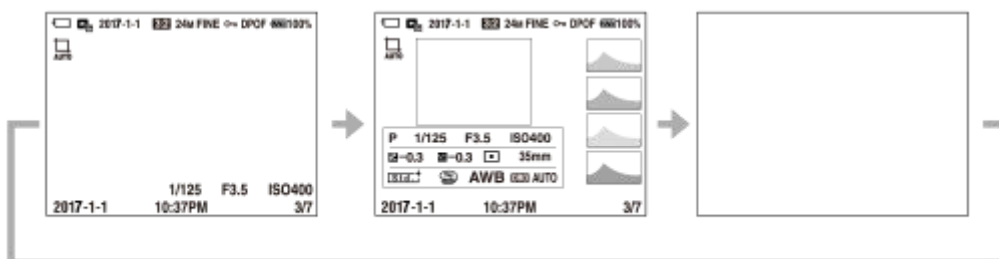 2017-1-1 3:2 24M FINE DPOF 100%
AUTO
1/125 F3.5 ISO400
2017-1-1 10:37PM 3/7
2017-1-1 3:2 24M FINE DPOF 100%
AUTO
P 1/125 F3.5 ISO400
-0.3 -0.3 35mm
Std. AWB AUTO
2017-1-1 10:37PM 3/7